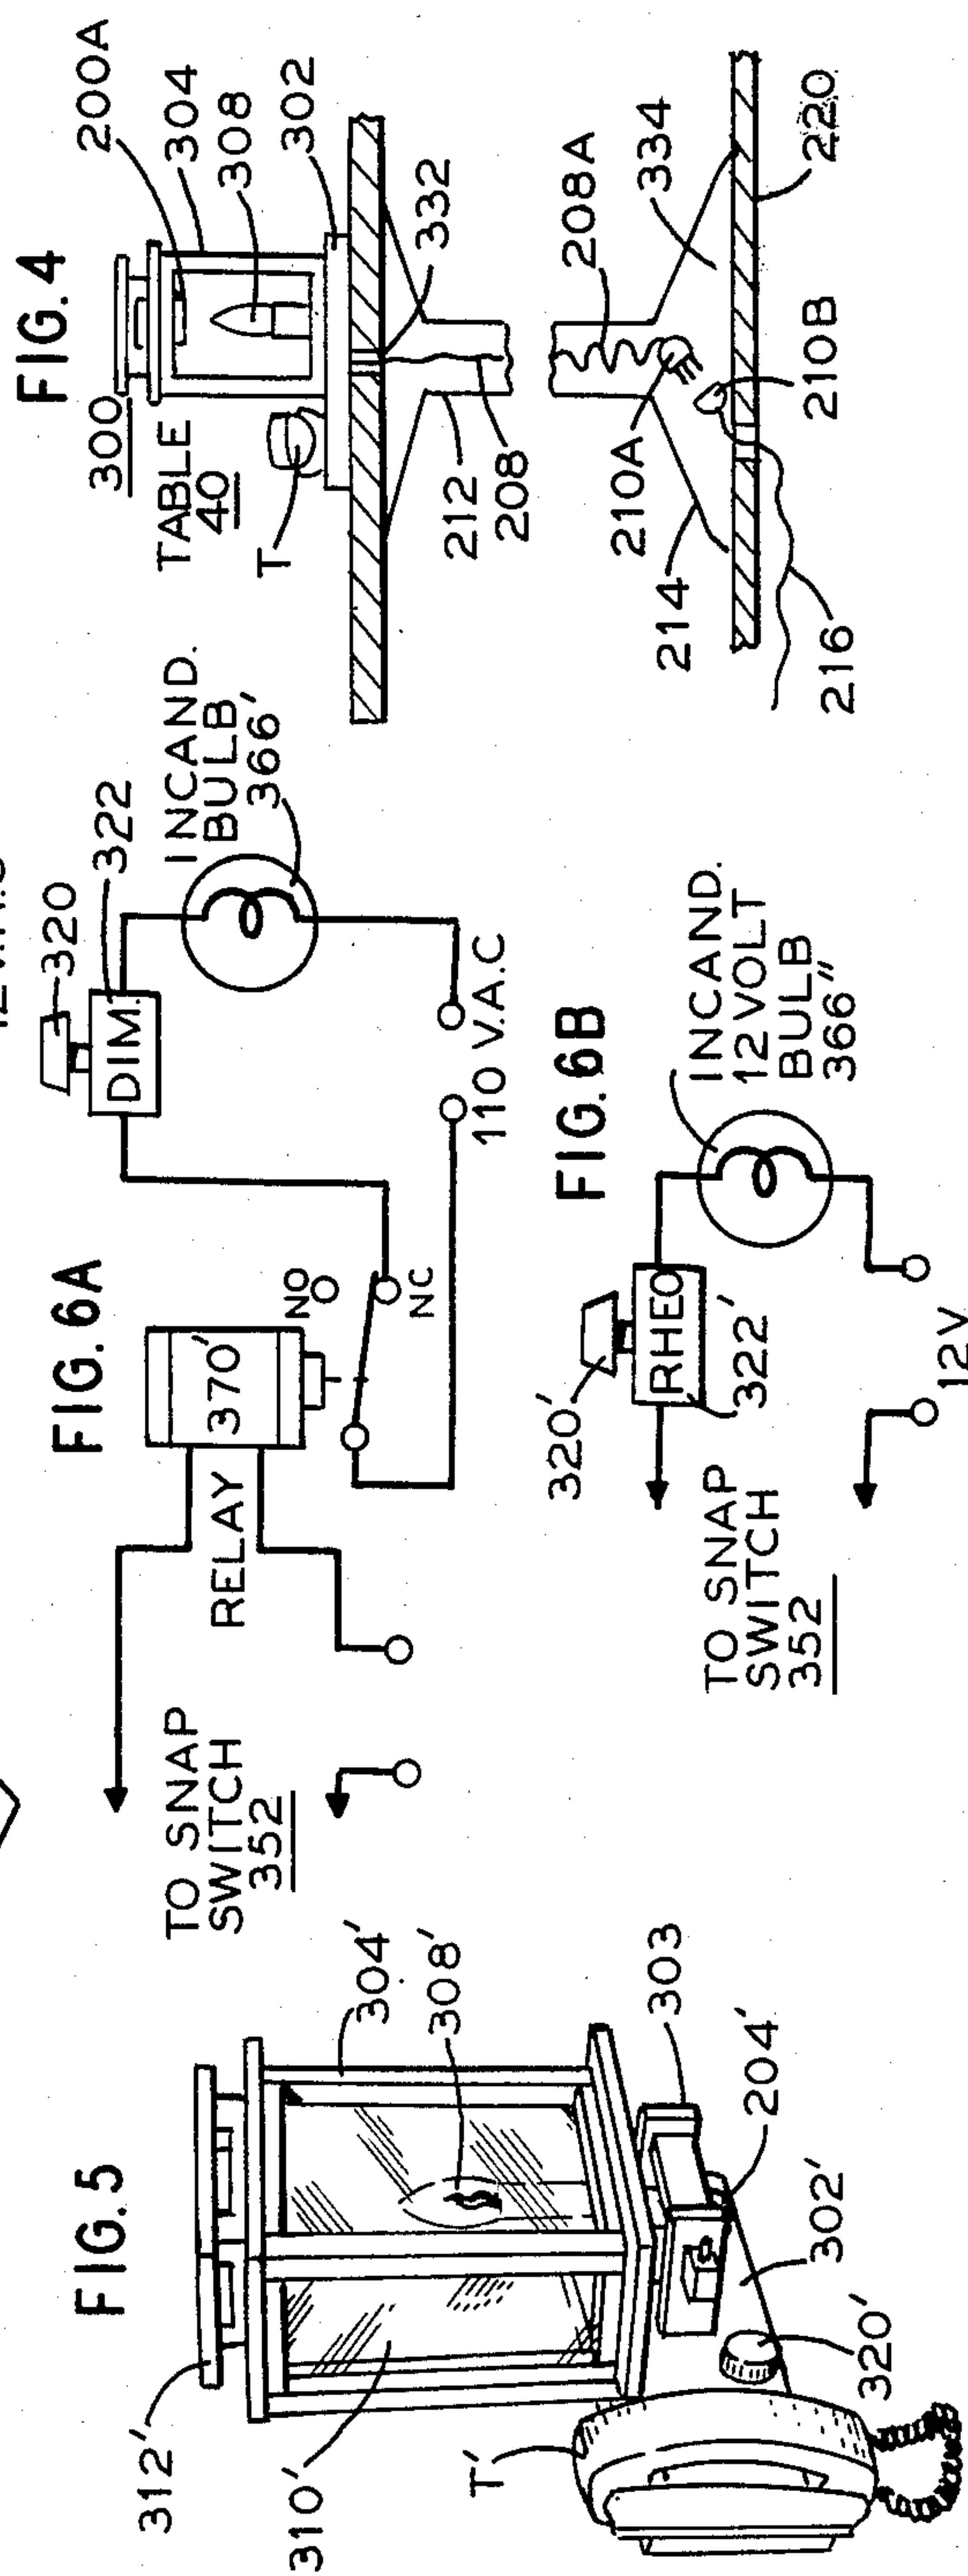 FIG. 5
312'
310'
304'
308'
303
204'
302'
320'
T'
FIG. 6A
TO SNAP
SWITCH
352
RELAY
370'
NO
NC
320
DIM.
322
INCAND.
BULB
366'
110 V.A.C
FIG. 6B
TO SNAP
SWITCH
352
320'
RHEO
322'
INCAND.
12 VOLT
BULB
366"
12V
FIG. 4
300
TABLE
40
T
200A
304
308
302
332
212
208
208A
210A
214
334
210B
216
220